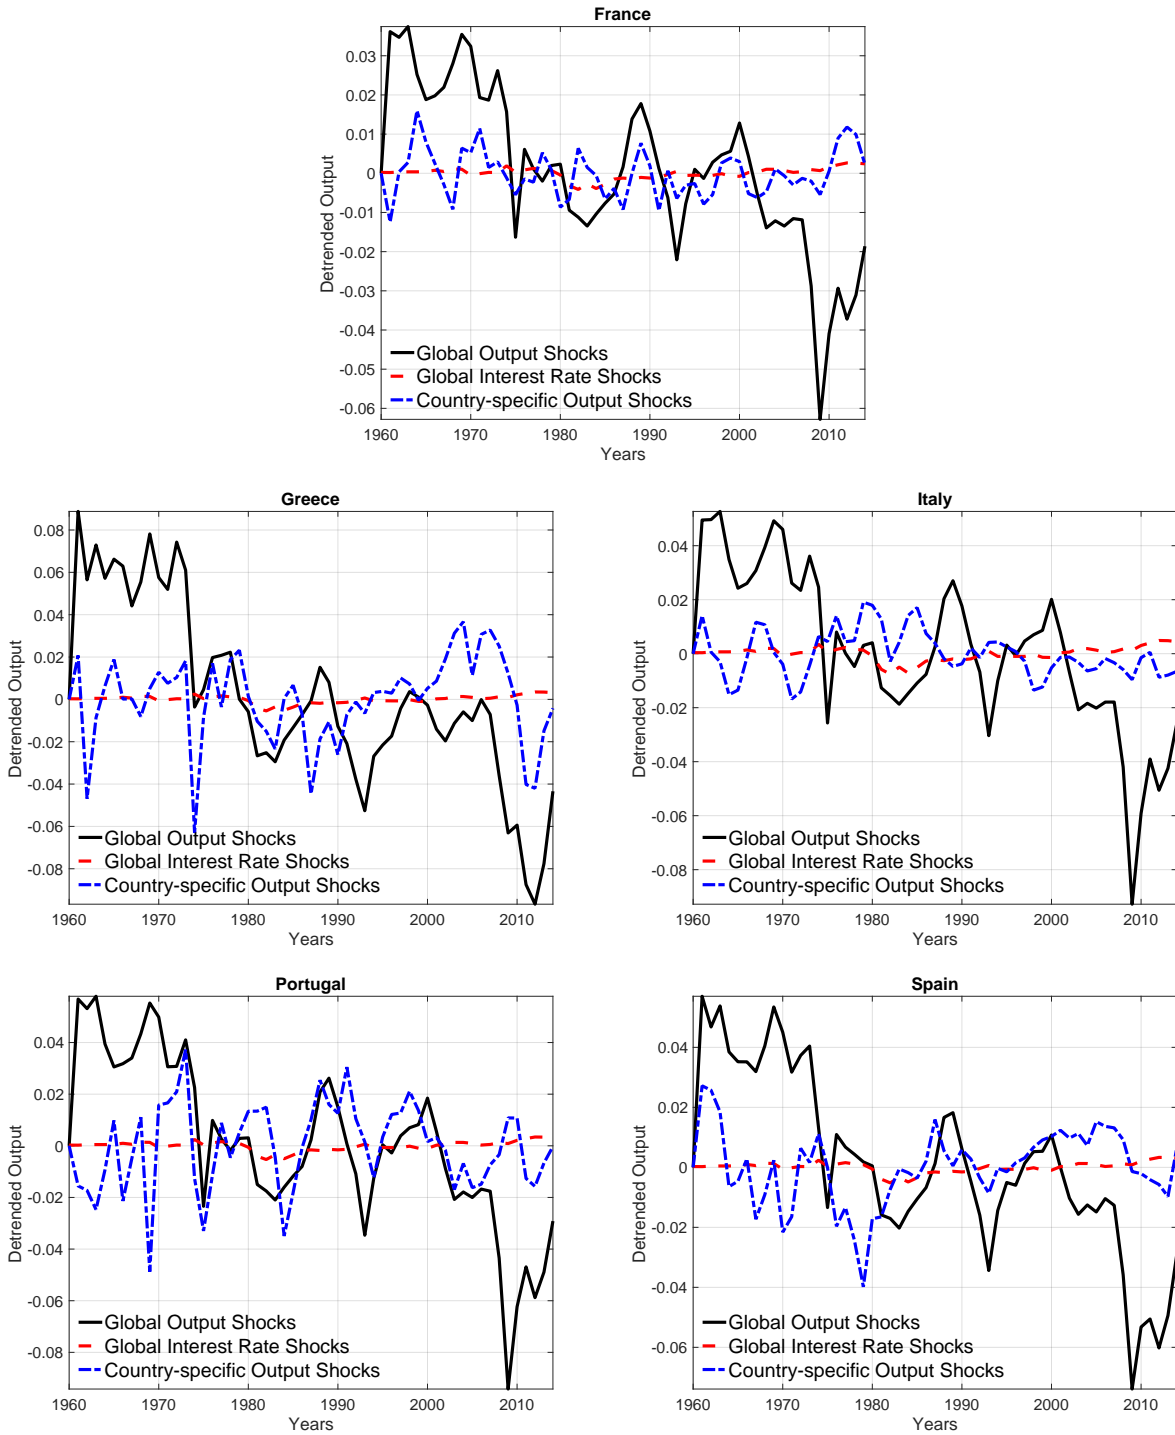 France
0.03
0.02
0.01
0
-0.01
-0.02
-0.03
-0.04
-0.05
-0.06
Detrended Output
Global Output Shocks
Global Interest Rate Shocks
Country-specific Output Shocks
1960 1970 1980 1990 2000 2010
Years
Greece
0.08
0.06
0.04
0.02
0
-0.02
-0.04
-0.06
-0.08
Detrended Output
Global Output Shocks
Global Interest Rate Shocks
Country-specific Output Shocks
1960 1970 1980 1990 2000 2010
Years
Italy
0.04
0.02
0
-0.02
-0.04
-0.06
-0.08
Detrended Output
Global Output Shocks
Global Interest Rate Shocks
Country-specific Output Shocks
1960 1970 1980 1990 2000 2010
Years
Portugal
0.04
0.02
0
-0.02
-0.04
-0.06
-0.08
Detrended Output
Global Output Shocks
Global Interest Rate Shocks
Country-specific Output Shocks
1960 1970 1980 1990 2000 2010
Years
Spain
0.04
0.02
0
-0.02
-0.04
-0.06
Detrended Output
Global Output Shocks
Global Interest Rate Shocks
Country-specific Output Shocks
1960 1970 1980 1990 2000 2010
Years